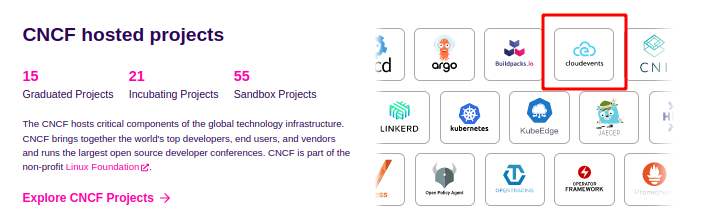 CNCF hosted projects
15 21 55
Graduated Projects Incubating Projects Sandbox Projects
The CNCF hosts critical components of the global technology infrastructure.
CNCF brings together the world's top developers, end users, and vendors
and runs the largest open source developer conferences. CNCF is part of the
non-profit Linux Foundation.
Explore CNCF Projects →
cd argo Buildpacks.io cloudevents CNI
LINKERD kubernetes KubeEdge JAEGER HE
ess Open Policy Agent OPENTRACING OPERATOR
FRAMEWORK Prometheus